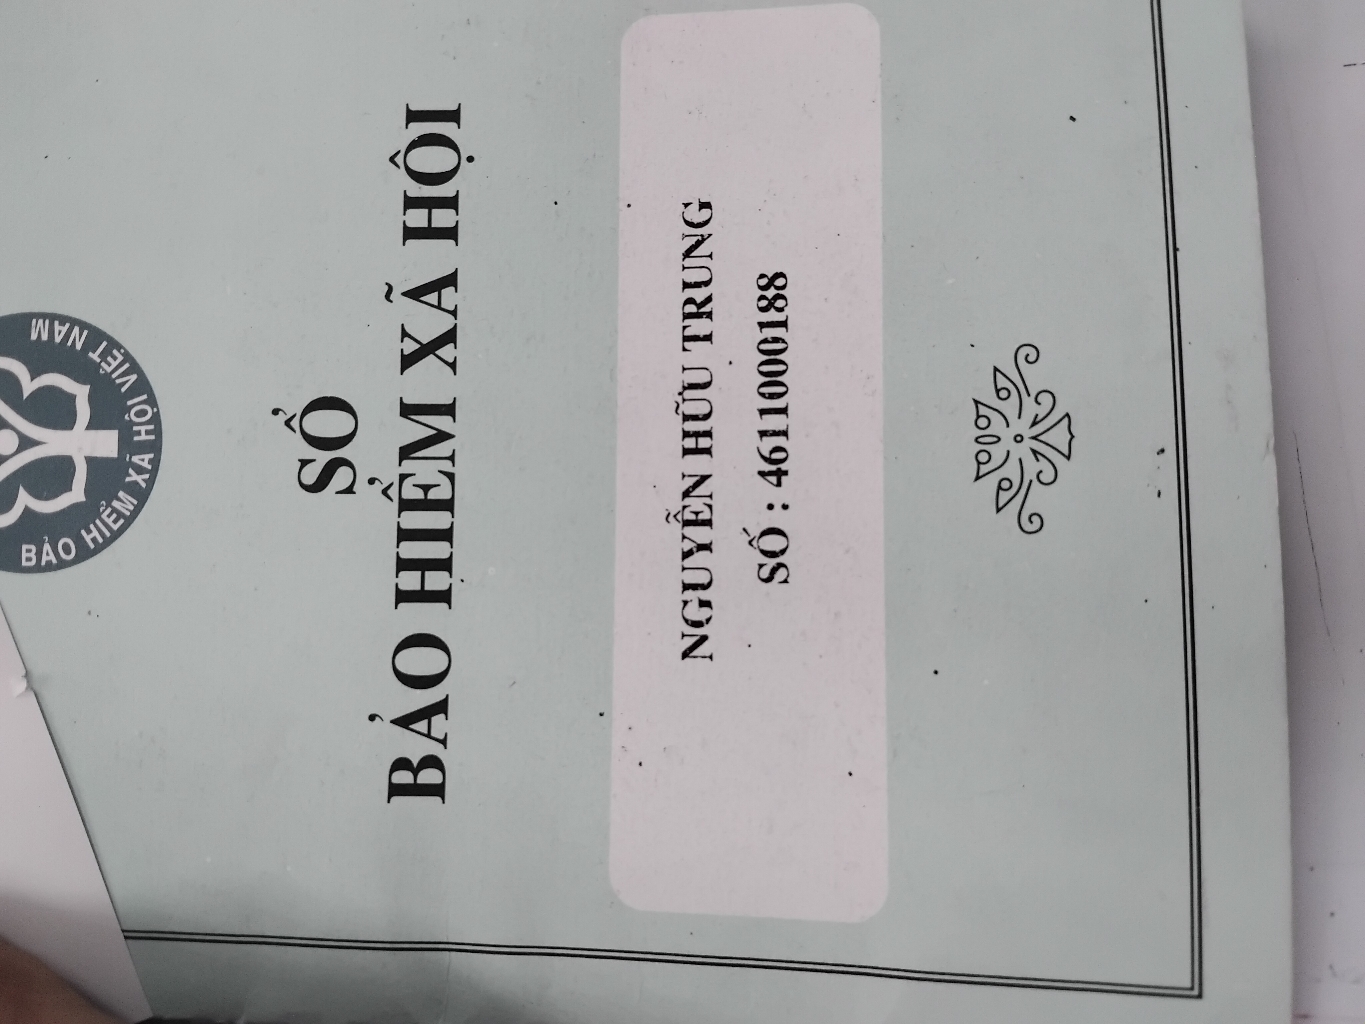 BẢO HIỂM XÃ HỘI VIỆT NAM
SỔ
BẢO HIỂM XÃ HỘI
NGUYỄN HỮU TRUNG
SỐ : 4611000188